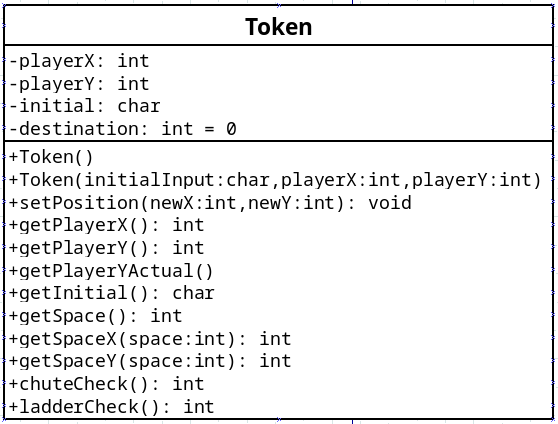 Token
-playerX: int
-playerY: int
-initial: char
-destination: int = 0
+Token()
+Token(initialInput:char,playerX:int,playerY:int)
+setPosition(newX:int,newY:int): void
+getPlayerX(): int
+getPlayerY(): int
+getPlayerYActual()
+getInitial(): char
+getSpace(): int
+getSpaceX(space:int): int
+getSpaceY(space:int): int
+chuteCheck(): int
+ladderCheck(): int